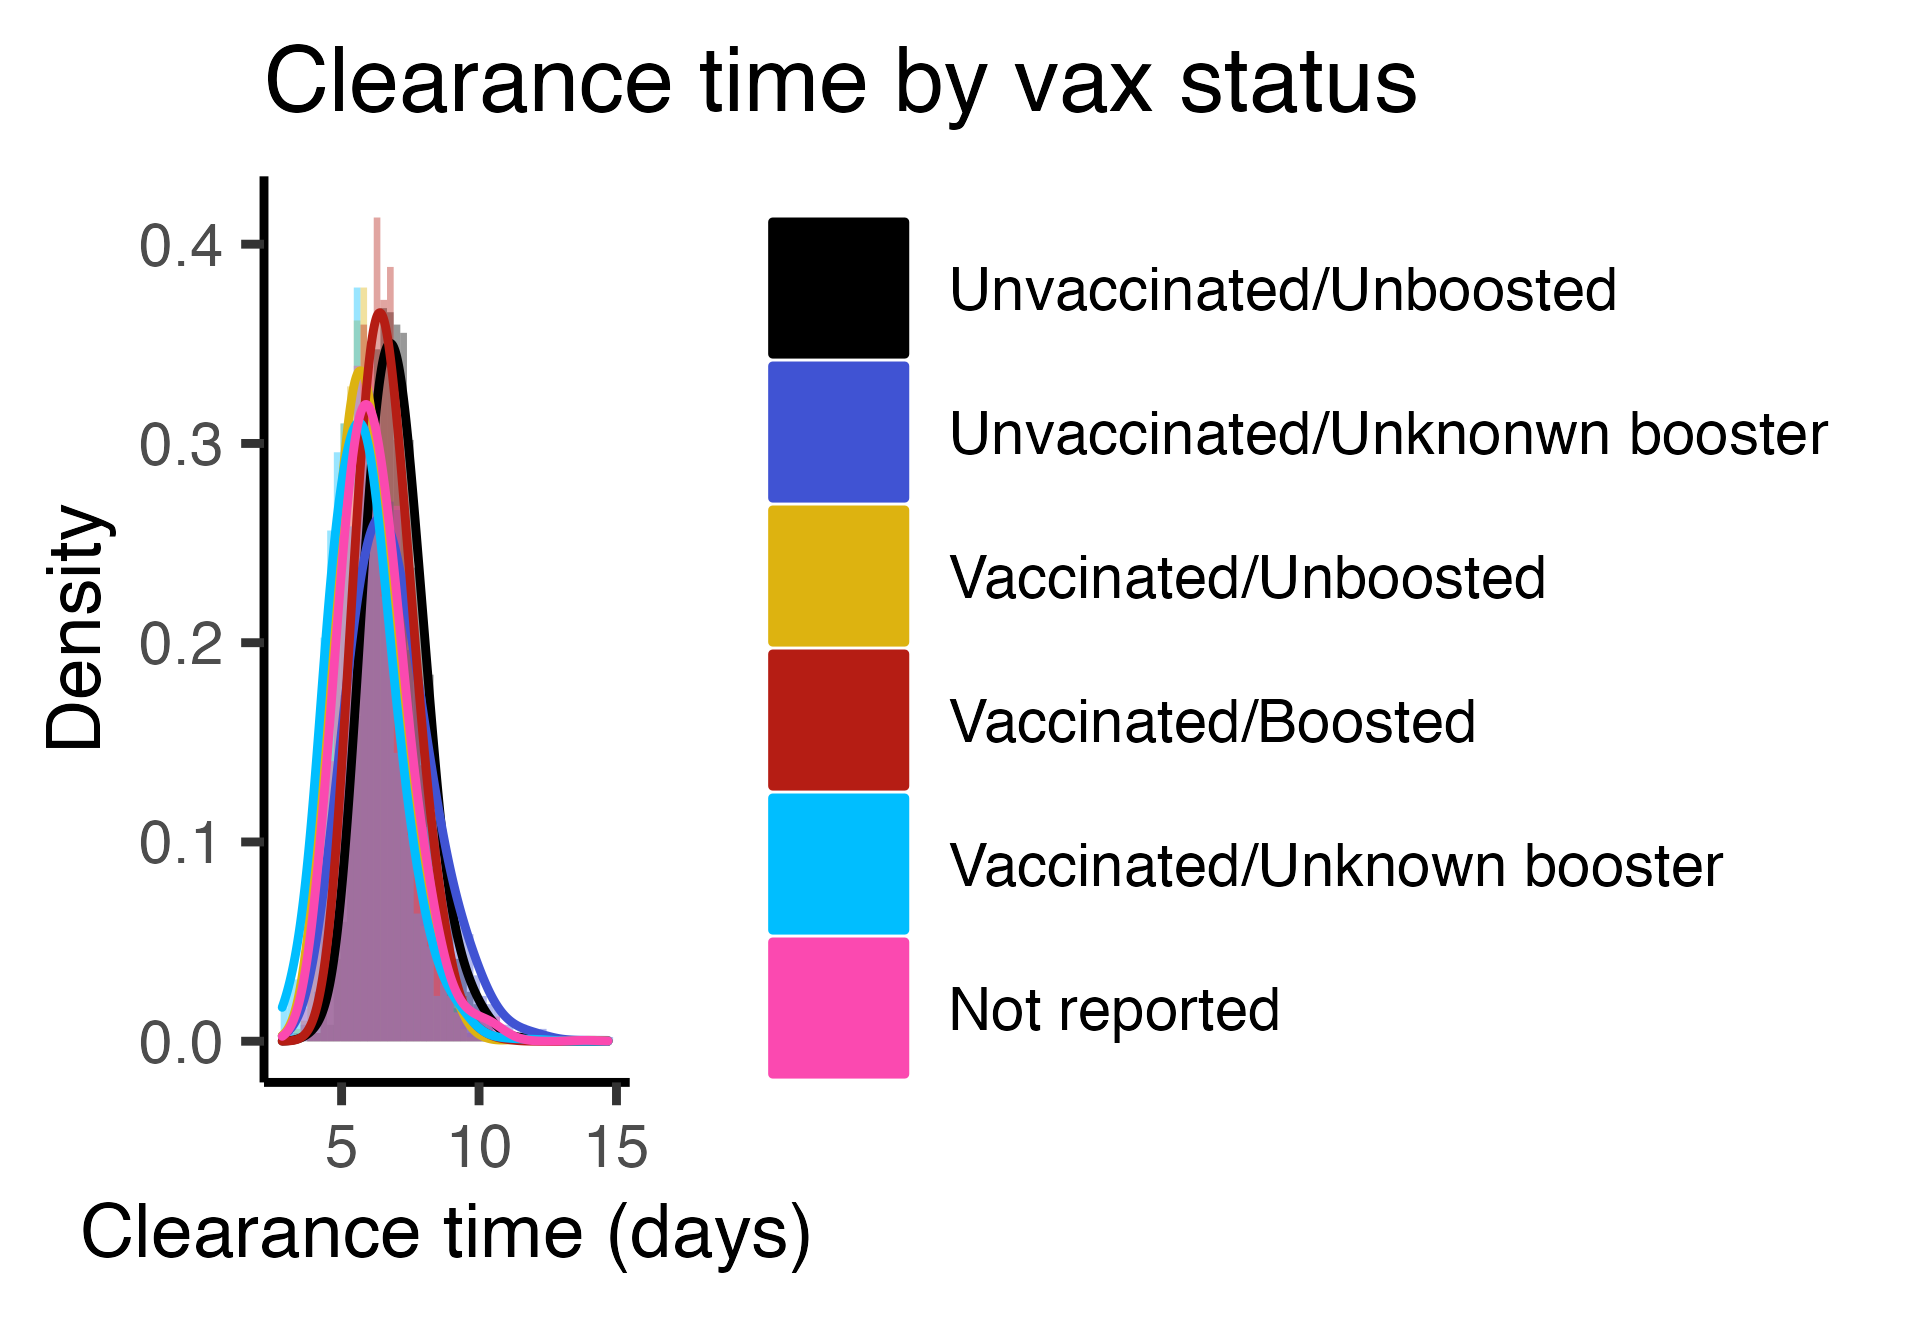 Clearance time by vax status
0.4
0.3
0.2
0.1
0.0
Density
5 10 15
Clearance time (days)
Unvaccinated/Unboosted
Unvaccinated/Unknonwn booster
Vaccinated/Unboosted
Vaccinated/Boosted
Vaccinated/Unknown booster
Not reported